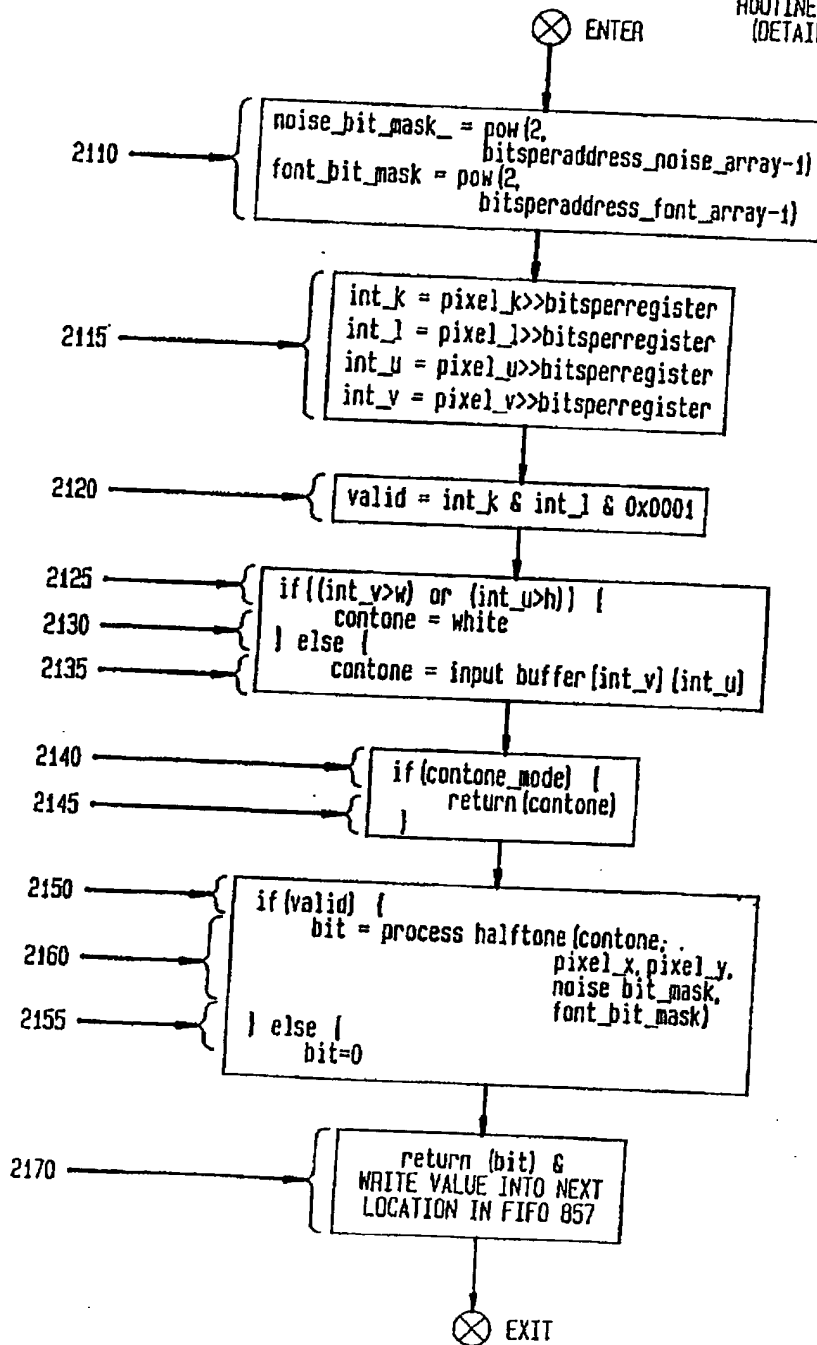 ROUTINE
ENTER
(DETAI
2110
noise_bit_mask_ = pow(2,
bitsperaddress_noise_array-1)
font_bit_mask = pow(2,
bitsperaddress_font_array-1)
2115
int_k = pixel_k>>bitsperregister
int_l = pixel_l>>bitsperregister
int_u = pixel_u>>bitsperregister
int_v = pixel_v>>bitsperregister
2120
valid = int_k & int_l & 0x0001
2125
if((int_v>w) or (int_u>h)) {
2130
contone = white
} else {
2135
contone = input buffer[int_v][int_u]
2140
if(contone_mode) {
2145
return(contone)
}
2150
if(valid) {
bit = process halftone(contone, .
2160
pixel_x, pixel_y,
noise bit_mask,
2155
font_bit_mask)
} else {
bit=0
2170
return (bit) &
WRITE VALUE INTO NEXT
LOCATION IN FIFO 857
EXIT